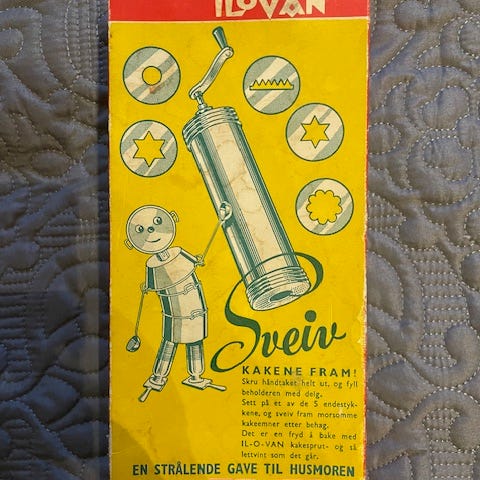 ILOVAN
Sveiv
KAKENE FRAM!
Skru håndtaket helt ut, og fyll
beholderen med deig.
Sett på et av de 5 endestyk-
kene, og sveiv fram morsomme
kakeemner etter behag.
Det er en fryd å bake med
IL-O-VAN kakesprut- og så
lettvint som det går.
EN STRÅLENDE GAVE TIL HUSMOREN